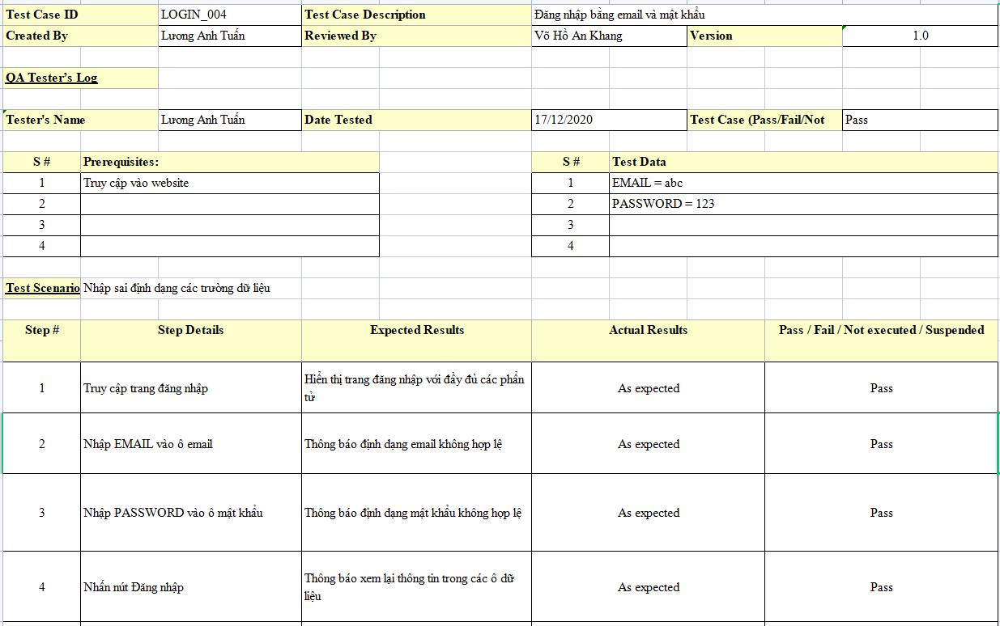 Test Case ID LOGIN_004 Test Case Description Đăng nhập bằng email và mật khẩu
Created By Lương Anh Tuấn Reviewed By Võ Hồ An Khang Version 1.0
QA Tester’s Log
Tester's Name Lương Anh Tuấn Date Tested 17/12/2020 Test Case (Pass/Fail/Not Pass
S # Prerequisites: S # Test Data
1 Truy cập vào website 1 EMAIL = abc
2 2 PASSWORD = 123
3 3
4 4
Test Scenario Nhập sai định dạng các trường dữ liệu
Step # Step Details Expected Results Actual Results Pass / Fail / Not executed / Suspended
1 Truy cập trang đăng nhập Hiển thị trang đăng nhập với đầy đủ các phần
tử As expected Pass
2 Nhập EMAIL vào ô email Thông báo định dạng email không hợp lệ As expected Pass
3 Nhập PASSWORD vào ô mật khẩu Thông báo định dạng mật khẩu không hợp lệ As expected Pass
4 Nhấn nút Đăng nhập Thông báo xem lại thông tin trong các ô dữ
liệu As expected Pass